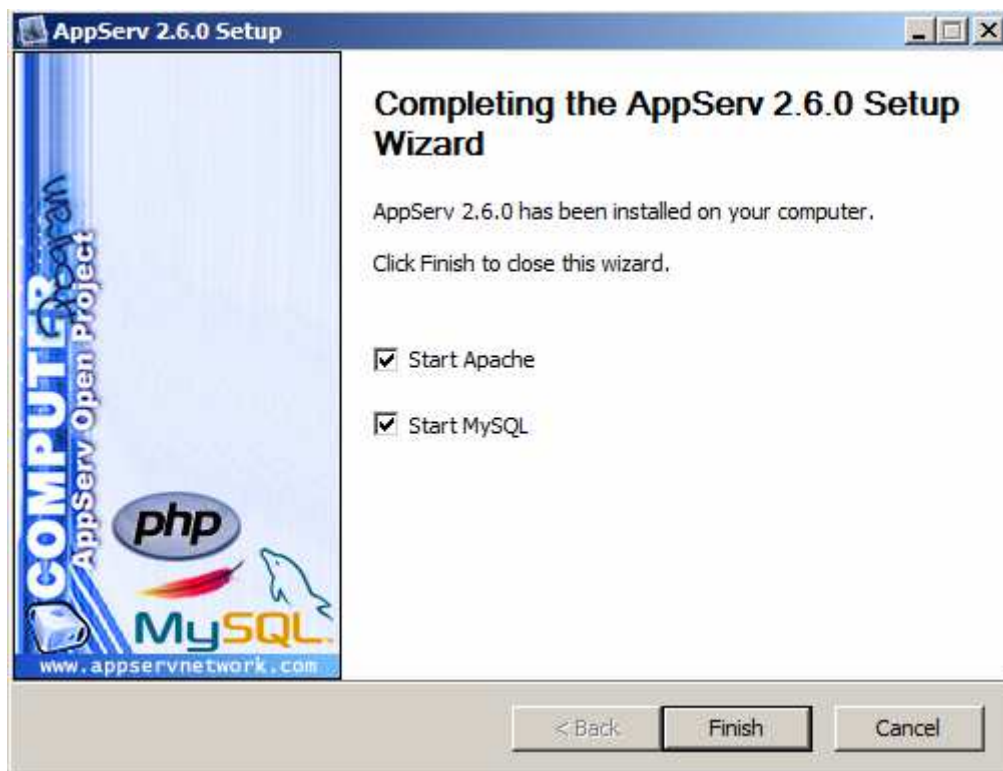 AppServ 2.6.0 Setup
Completing the AppServ 2.6.0 Setup
Wizard
AppServ 2.6.0 has been installed on your computer.
Click Finish to close this wizard.
Start Apache
Start MySQL
COMPUTER
Program
AppServ Open Project
php
MySQL
www.appservnetwork.com
< Back
Finish
Cancel